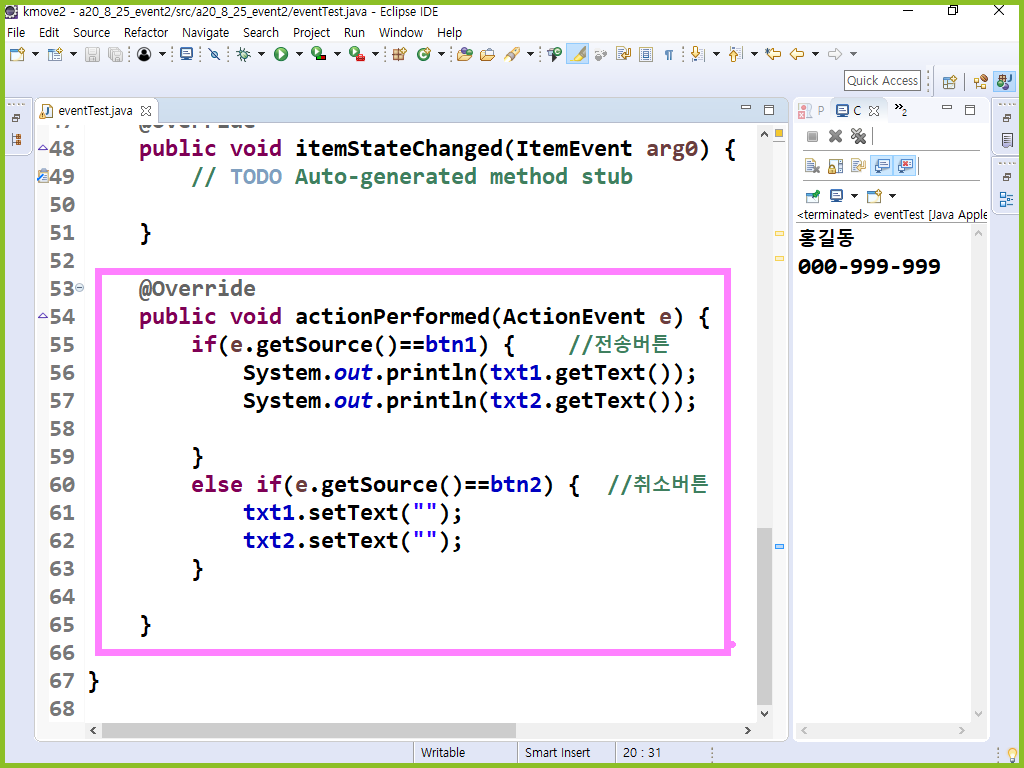 kmove2 - a20_8_25_event2/src/a20_8_25_event2/eventTest.java - Eclipse IDE
File Edit Source Refactor Navigate Search Project Run Window Help
Quick Access
eventTest.java
P C 2
47 @Override
48 public void itemStateChanged(ItemEvent arg0) {
49 // TODO Auto-generated method stub
50
51 }
52
53 @Override
54 public void actionPerformed(ActionEvent e) {
55 if(e.getSource()==btn1) { //전송버튼
56 System.out.println(txt1.getText());
57 System.out.println(txt2.getText());
58
59 }
60 else if(e.getSource()==btn2) { //취소버튼
61 txt1.setText("");
62 txt2.setText("");
63 }
64
65 }
66
67 }
68
<terminated> eventTest [Java Apple
홍길동
000-999-999
Writable Smart Insert 20 : 31